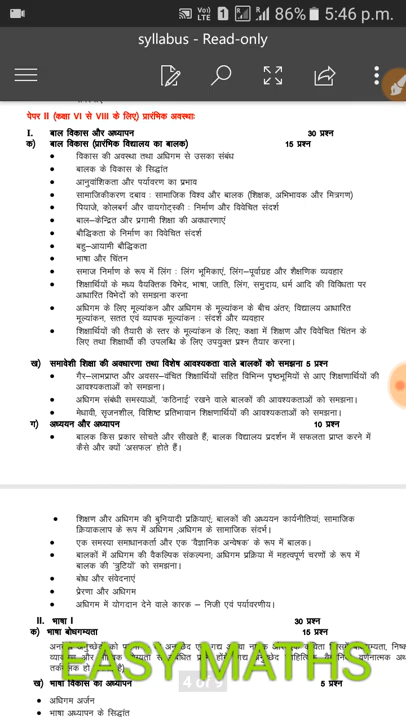 Voi) LTE 1 86% 5:46 p.m.
syllabus - Read-only
पेपर II (कक्षा VI से VIII के लिए) प्रारंभिक अवस्थाः
I. बाल विकास और अध्यापन 30 प्रश्न
क) बाल विकास (प्रारंभिक विद्यालय का बालक) 15 प्रश्न
• विकास की अवस्था तथा अधिगम से उसका संबंध
• बालक के विकास के सिद्धांत
• आनुवांशिकता और पर्यावरण का प्रभाव
• सामाजिकीकरण दबाव : सामाजिक विश्व और बालक (शिक्षक, अभिभावक और मित्रगण)
• पियाजे, कोलबर्ग और वायगोट्स्की : निर्माण और विवेचित संदर्श
• बाल–केन्द्रित और प्रगामी शिक्षा की अवधारणाएं
• बौद्धिकता के निर्माण का विवेचित संदर्श
• बहु–आयामी बौद्धिकता
• भाषा और चिंतन
• समाज निर्माण के रूप में लिंग : लिंग भूमिकाएं, लिंग–पूर्वाग्रह और शैक्षणिक व्यवहार
• शिक्षार्थियों के मध्य वैयक्तिक विभेद, भाषा, जाति, लिंग, समुदाय, धर्म आदि की विविधता पर
आधारित विभेदों को समझना करना
• अधिगम के लिए मूल्यांकन और अधिगम के मूल्यांकन के बीच अंतर; विद्यालय आधारित
मूल्यांकन, सतत एवं व्यापक मूल्यांकन : संदर्श और व्यवहार
• शिक्षार्थियों की तैयारी के स्तर के मूल्यांकन के लिए; कक्षा में शिक्षण और विवेचित चिंतन के
लिए तथा शिक्षार्थी की उपलब्धि के लिए उपयुक्त प्रश्न तैयार करना।
ख) समावेशी शिक्षा की अवधारणा तथा विशेष आवश्यकता वाले बालकों को समझना 5 प्रश्न
• गैर–लाभप्राप्त और अवसर–वंचित शिक्षार्थियों सहित विभिन्न पृष्ठभूमियों से आए शिक्षणार्थियों की
आवश्यकताओं को समझना।
• अधिगम संबंधी समस्याओं, 'कठिनाई' रखने वाले बालकों की आवश्यकताओं को समझना।
• मेधावी, सृजनशील, विशिष्ट प्रतिभावान शिक्षणार्थियों की आवश्यकताओं को समझना।
ग) अध्ययन और अध्यापन 10 प्रश्न
• बालक किस प्रकार सोचते और सीखते हैं; बालक विद्यालय प्रदर्शन में सफलता प्राप्त करने में
कैसे और क्यों 'असफल' होते हैं।
• शिक्षण और अधिगम की बुनियादी प्रक्रियाएं; बालकों की अध्ययन कार्यनीतियां; सामाजिक
क्रियाकलाप के रूप में अधिगम ;अधिगम के सामाजिक संदर्भ।
• एक समस्या समाधानकर्ता और एक 'वैज्ञानिक अन्वेषक' के रूप में बालक।
• बालकों में अधिगम की वैकल्पिक संकल्पना, अधिगम प्रक्रिया में महत्वपूर्ण चरणों के रूप में
बालक की 'त्रुटियों' को समझना।
• बोध और संवेदनाएं
• प्रेरणा और अधिगम
• अधिगम में योगदान देने वाले कारक – निजी एवं पर्यावरणीय।
II. भाषा I 30 प्रश्न
क) भाषा बोधगम्यता 15 प्रश्न
EASY MATHS
4 of 9
ख) भाषा विकास का अध्यापन 5 प्रश्न
• अधिगम अर्जन
• भाषा अध्यापन के सिद्धांत